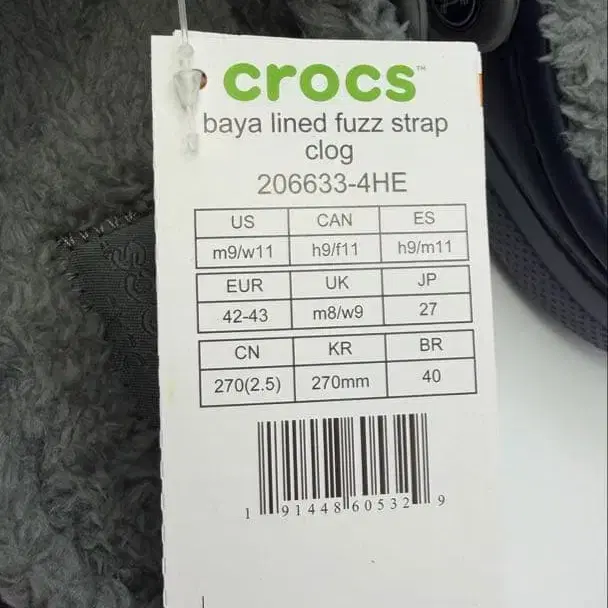 crocs™
baya lined fuzz strap
clog
206633-4HE
US CAN ES
m9/w11 h9/f11 h9/m11
EUR UK JP
42-43 m8/w9 27
CN KR BR
270(2.5) 270mm 40
1 91448 60532 9